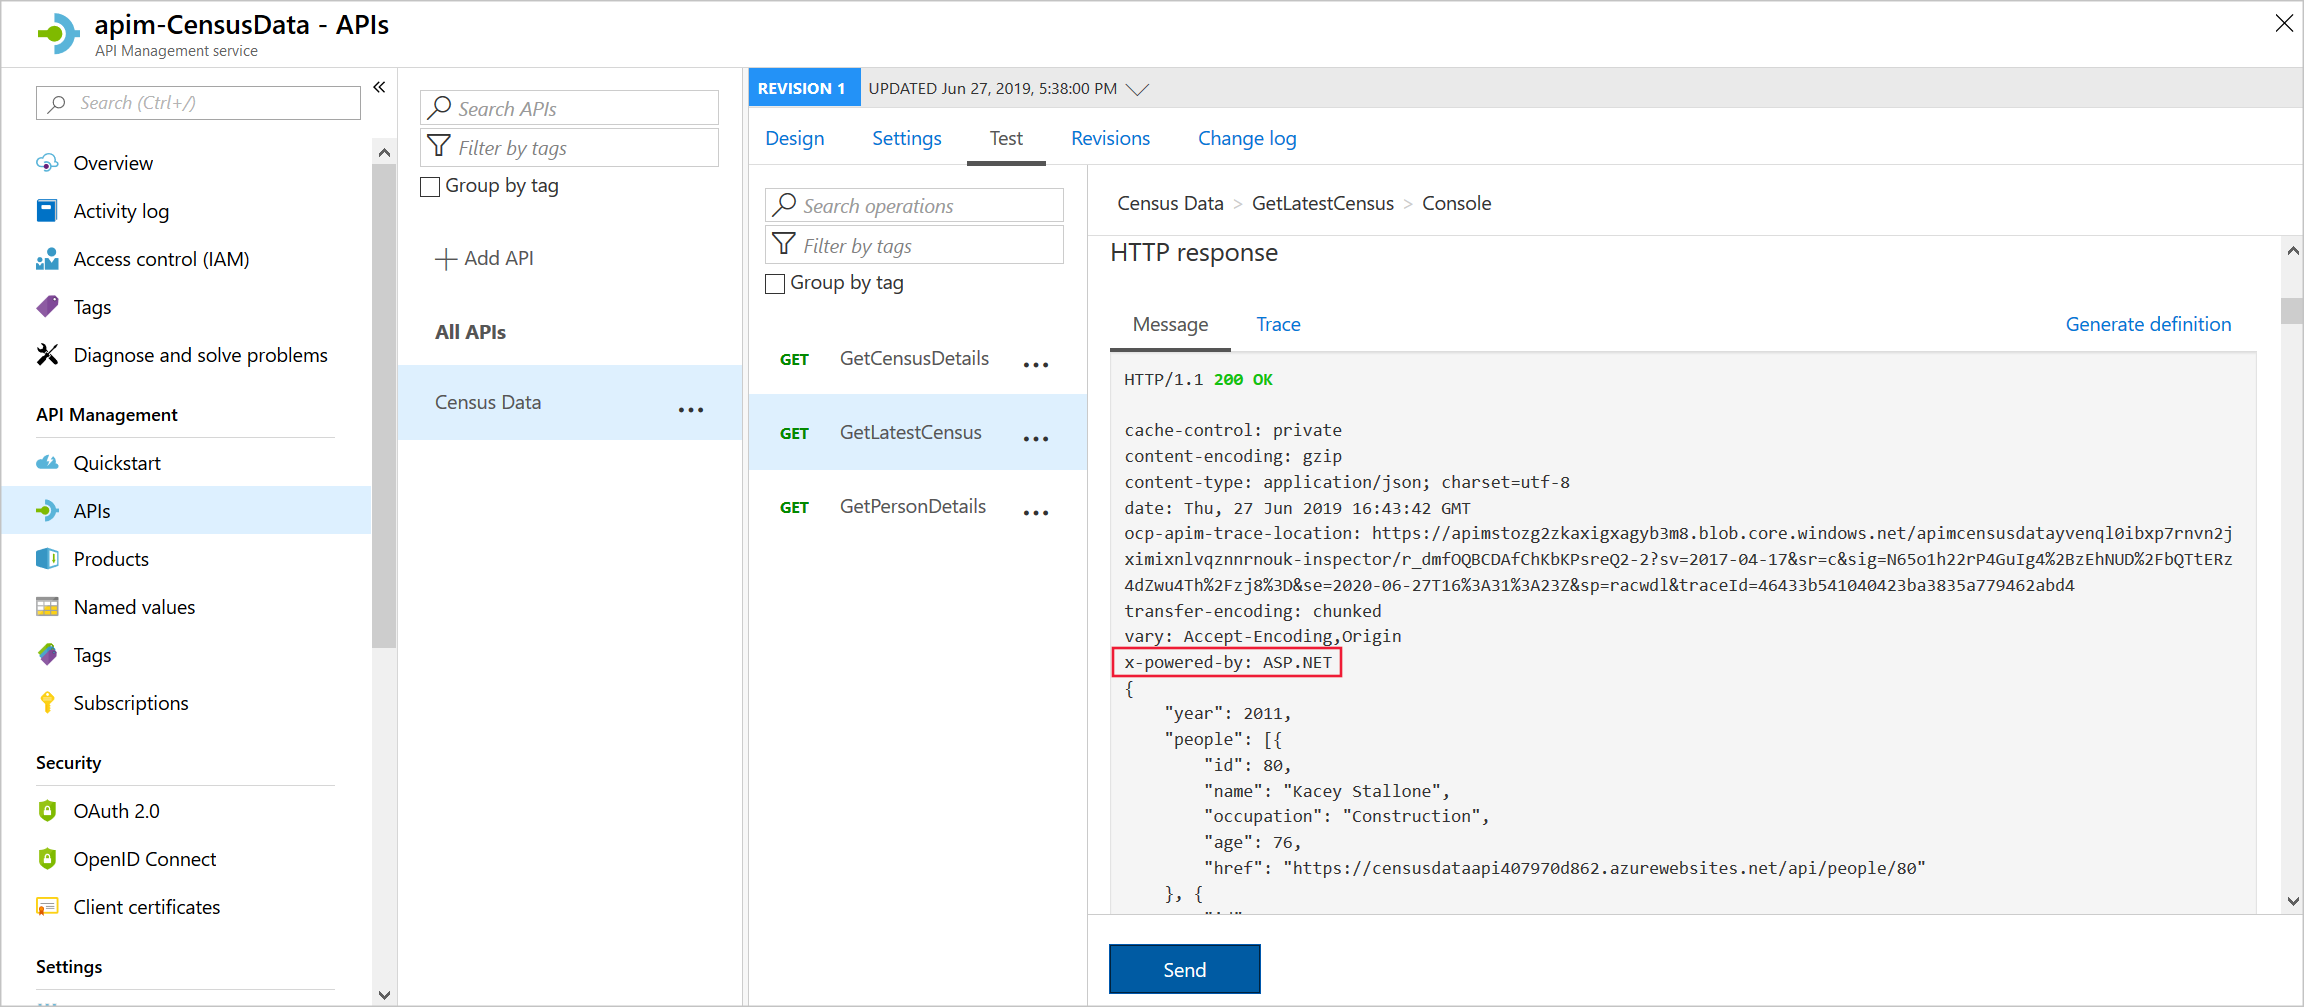 apim-CensusData - APIs
API Management service
Search (Ctrl+/)
Overview
Activity log
Access control (IAM)
Tags
Diagnose and solve problems
API Management
Quickstart
APIs
Products
Named values
Tags
Subscriptions
Security
OAuth 2.0
OpenID Connect
Client certificates
Settings
Search APIs
Filter by tags
Group by tag
Add API
All APIs
Census Data
REVISION 1
UPDATED Jun 27, 2019, 5:38:00 PM
Design
Settings
Test
Revisions
Change log
Search operations
Filter by tags
Group by tag
GET GetCensusDetails
GET GetLatestCensus
GET GetPersonDetails
Census Data > GetLatestCensus > Console
HTTP response
Message
Trace
Generate definition
HTTP/1.1 200 OK
cache-control: private
content-encoding: gzip
content-type: application/json; charset=utf-8
date: Thu, 27 Jun 2019 16:43:42 GMT
ocp-apim-trace-location: https://apimstozg2zkaxigxagyb3m8.blob.core.windows.net/apimcensusdatayvenql0ibxp7rnvn2j
ximixnlvqznnrnouk-inspector/r_dmfOQBCDAfChKbKPsreQ2-2?sv=2017-04-17&sr=c&sig=N65o1h22rP4GuIg4%2BzEhNUD%2FbQTtERz
4dZwu4Th%2Fzj8%3D&se=2020-06-27T16%3A31%3A23Z&sp=racwdl&traceId=46433b541040423ba3835a779462abd4
transfer-encoding: chunked
vary: Accept-Encoding,Origin
x-powered-by: ASP.NET
{
"year": 2011,
"people": [{
"id": 80,
"name": "Kacey Stallone",
"occupation": "Construction",
"age": 76,
"href": "https://censusdataapi407970d862.azurewebsites.net/api/people/80"
}, {
Send